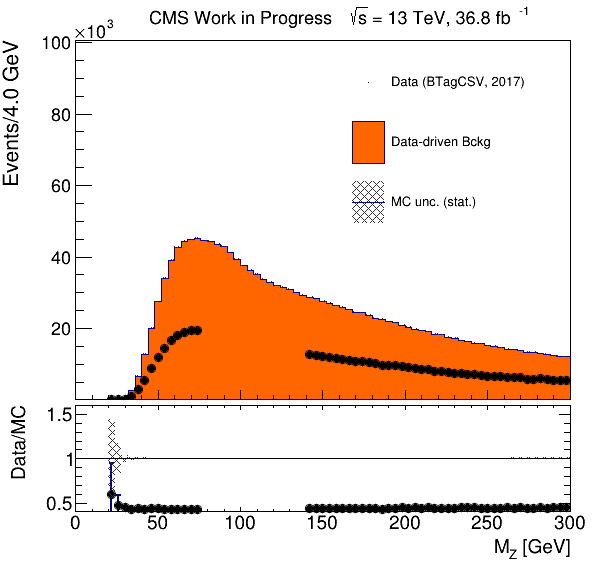 CMS Work in Progress √s = 13 TeV, 36.8 fb⁻¹
×10³
Events/4.0 GeV
100
80
60
40
20
Data (BTagCSV, 2017)
Data-driven Bckg
MC unc. (stat.)
Data/MC
1.5
1
0.5
0 50 100 150 200 250 300
M_Z [GeV]